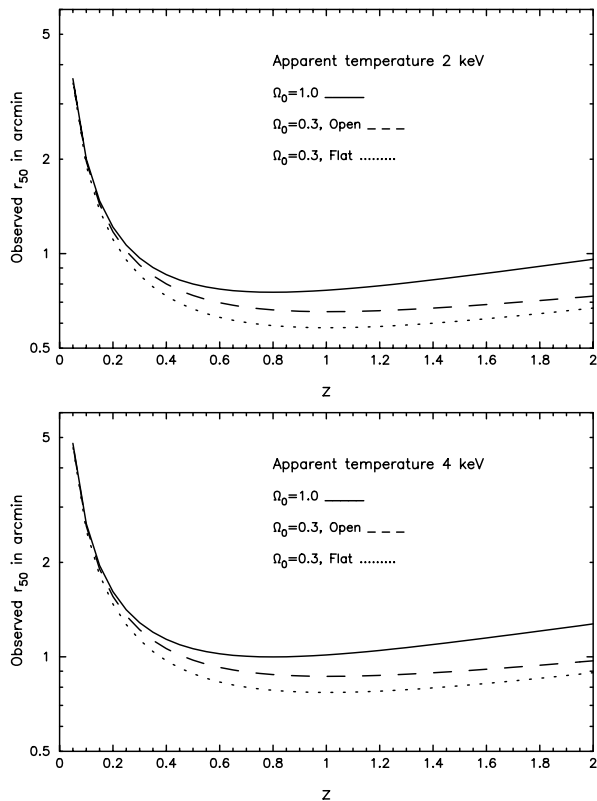 5
Apparent temperature 2 keV
Ω0=1.0
Ω0=0.3, Open
2
Ω0=0.3, Flat
Observed r50 in arcmin
1
0.5
0 0.2 0.4 0.6 0.8 1 1.2 1.4 1.6 1.8 2
z
5
Apparent temperature 4 keV
Ω0=1.0
Ω0=0.3, Open
2
Ω0=0.3, Flat
Observed r50 in arcmin
1
0.5
0 0.2 0.4 0.6 0.8 1 1.2 1.4 1.6 1.8 2
z